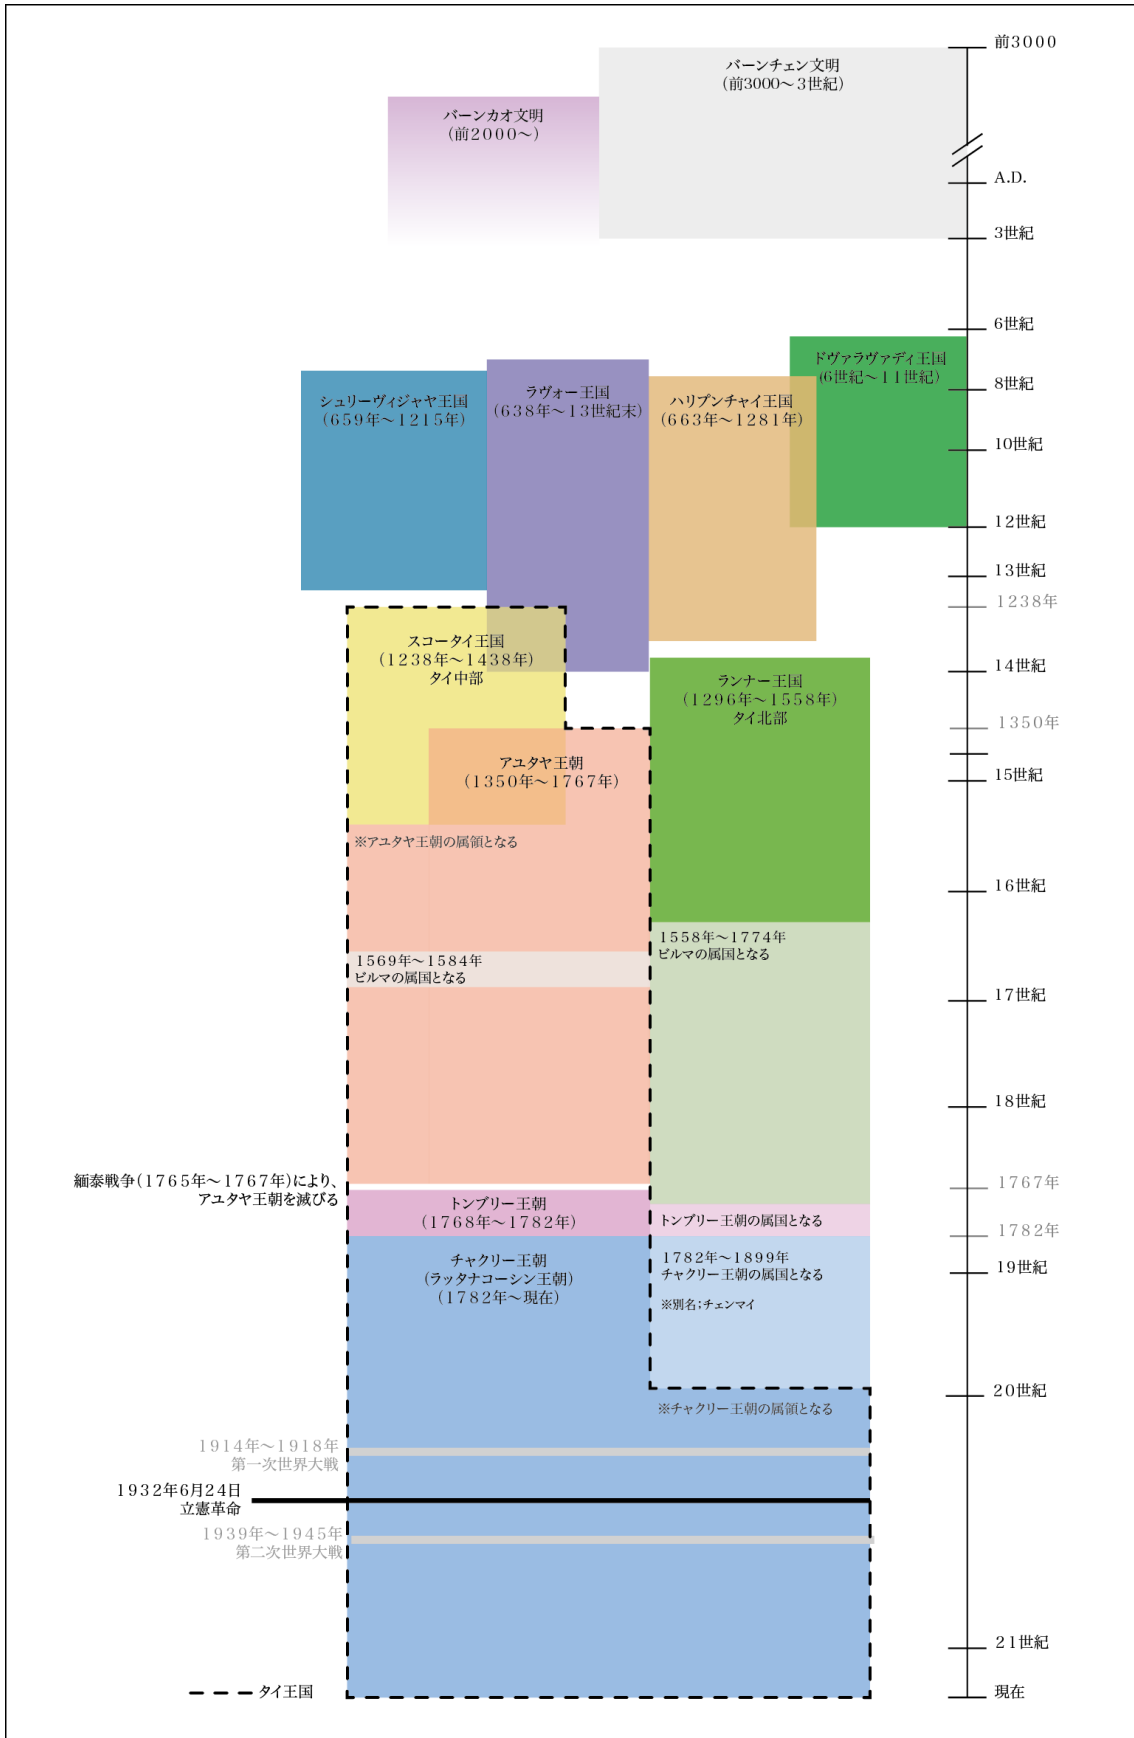 前3000
バーンチェン文明
(前3000〜3世紀)
バーンカオ文明
(前2000〜)
A.D.
3世紀
6世紀
ドヴァラヴァディ王国
(6世紀〜11世紀)
8世紀
シュリーヴィジャヤ王国
(659年〜1215年)
ラヴォー王国
(638年〜13世紀末)
ハリプンチャイ王国
(663年〜1281年)
10世紀
12世紀
13世紀
1238年
スコータイ王国
(1238年〜1438年)
タイ中部
14世紀
ランナー王国
(1296年〜1558年)
タイ北部
1350年
アユタヤ王朝
(1350年〜1767年)
15世紀
※アユタヤ王朝の属領となる
16世紀
1558年〜1774年
ビルマの属国となる
1569年〜1584年
ビルマの属国となる
17世紀
18世紀
緬泰戦争(1765年〜1767年)により、
アユタヤ王朝を滅びる
1767年
トンブリー王朝
(1768年〜1782年)
トンブリー王朝の属国となる
1782年
チャクリー王朝
(ラッタナコーシン王朝)
(1782年〜現在)
1782年〜1899年
チャクリー王朝の属国となる
※別名;チェンマイ
19世紀
20世紀
※チャクリー王朝の属領となる
1914年〜1918年
第一次世界大戦
1932年6月24日
立憲革命
1939年〜1945年
第二次世界大戦
21世紀
タイ王国
現在